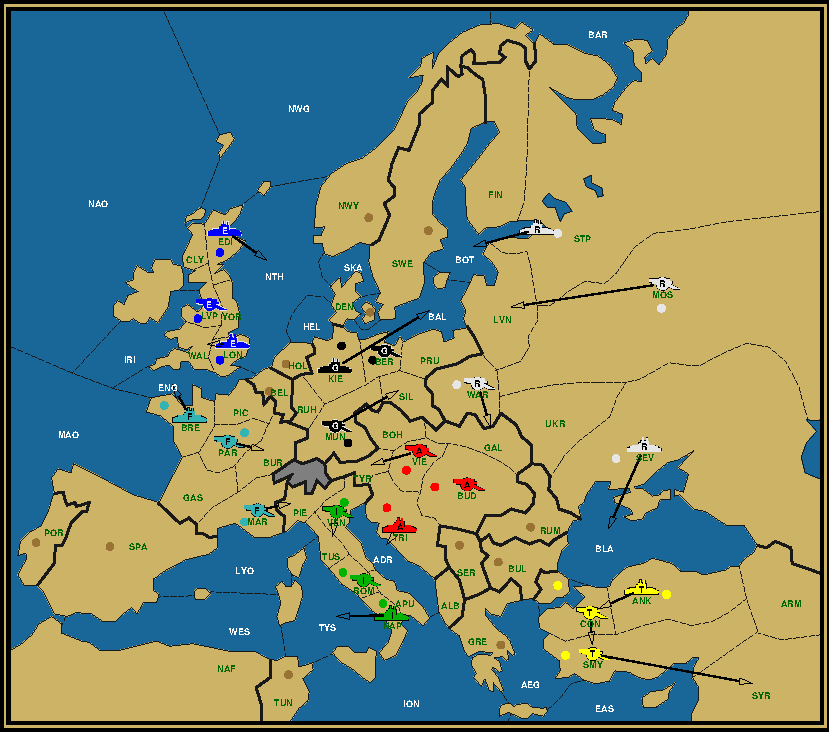 BAR
NWG
FIN
NAO
NWY
E
EDI
R
STP
CLY
SWE
BOT
SKA
NTH
R
MOS
DEN
E
LVP
YOR
BAL
LVN
HEL
E
WAL
LON
IRI
G
BER
PRU
HOL
G
KIE
ENG
BEL
R
WAR
SIL
F
BRE
PIC
RUH
G
MUN
BOH
UKR
MAO
F
PAR
GAL
R
SEV
A
VIE
BUR
TYR
A
BUD
GAS
F
MAR
PIE
I
VEN
A
TRI
RUM
POR
SPA
BLA
TUS
ADR
LYO
I
ROM
SER
BUL
T
ANK
ALB
APU
I
NAP
T
CON
ARM
WES
TYS
GRE
T
SMY
NAF
AEG
SYR
TUN
ION
EAS